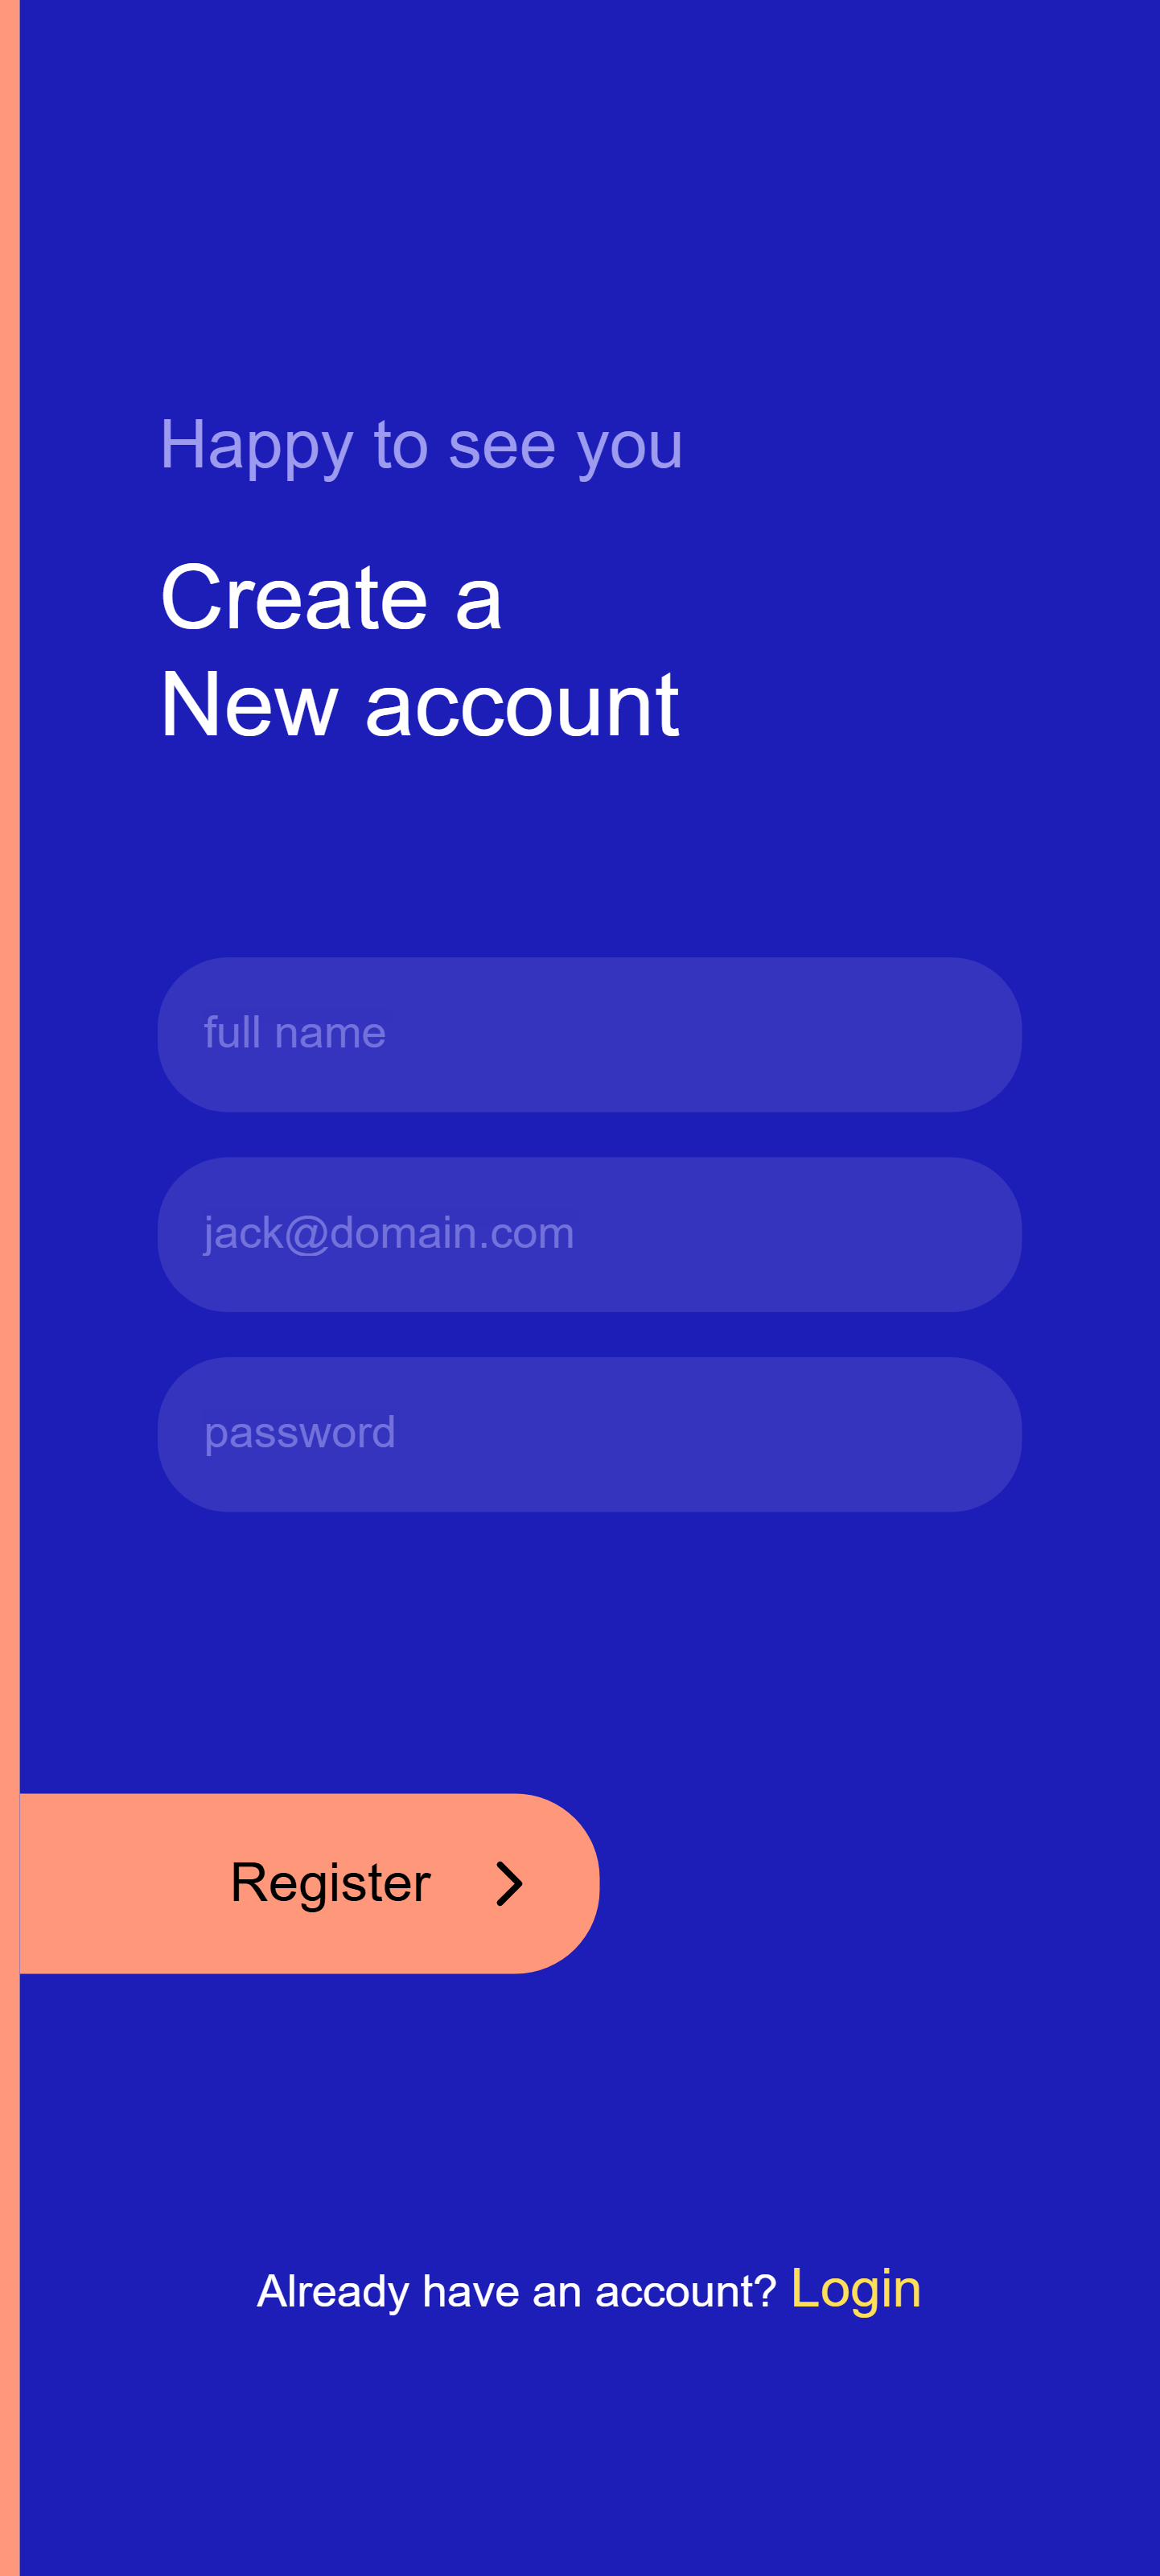 Happy to see you
Create a
New account
full name
jack@domain.com
password
Register
Already have an account? Login